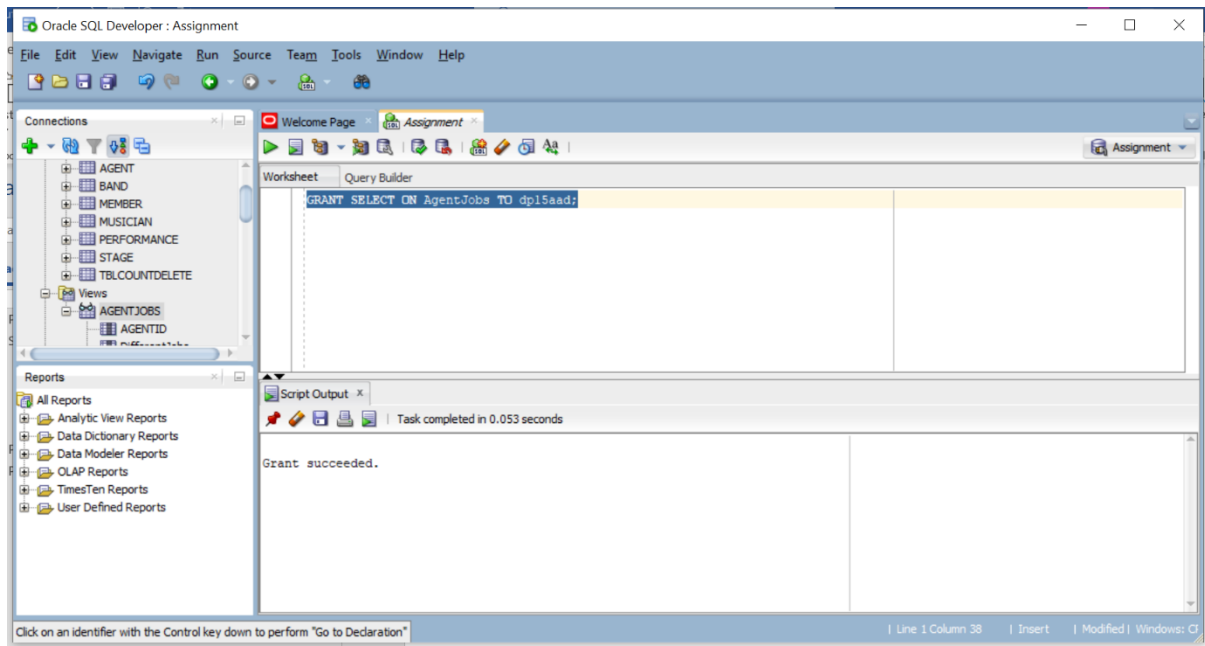 Oracle SQL Developer : Assignment
File Edit View Navigate Run Source Team Tools Window Help
Connections
AGENT
BAND
MEMBER
MUSICIAN
PERFORMANCE
STAGE
TBLCOUNTDELETE
Views
AGENTJOBS
AGENTID
Reports
All Reports
Analytic View Reports
Data Dictionary Reports
Data Modeler Reports
OLAP Reports
TimesTen Reports
User Defined Reports
Welcome Page
Assignment
Assignment
Worksheet Query Builder
GRANT SELECT ON AgentJobs TO dpl5aad;
Script Output
Task completed in 0.053 seconds
Grant succeeded.
Click on an identifier with the Control key down to perform "Go to Declaration"
| Line 1 Column 38 | Insert | Modified | Windows: